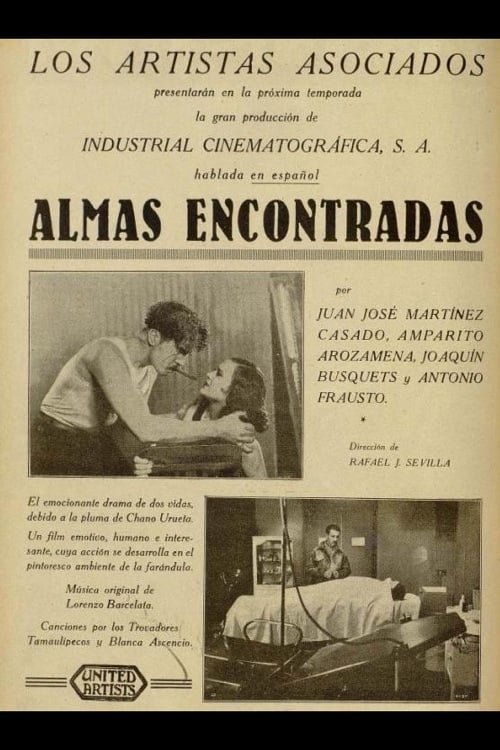 LOS ARTISTAS ASOCIADOS
presentarán en la próxima temporada
la gran producción de
INDUSTRIAL CINEMATOGRÁFICA, S. A.
hablada en español
ALMAS ENCONTRADAS
por
JUAN JOSÉ MARTÍNEZ
CASADO, AMPARITO
AROZAMENA, JOAQUÍN
BUSQUETS y ANTONIO
FRAUSTO.
*
Dirección de
RAFAEL J. SEVILLA
El emocionante drama de dos vidas,
debido a la pluma de Chano Urueta.
Un film emotivo, humano e intere-
sante, cuya acción se desarrolla en el
pintoresco ambiente de la farándula.
Música original de
Lorenzo Barcelata.
Canciones por los Trovadores
Tamaulipecos y Blanca Ascencio.
UNITED
ARTISTS